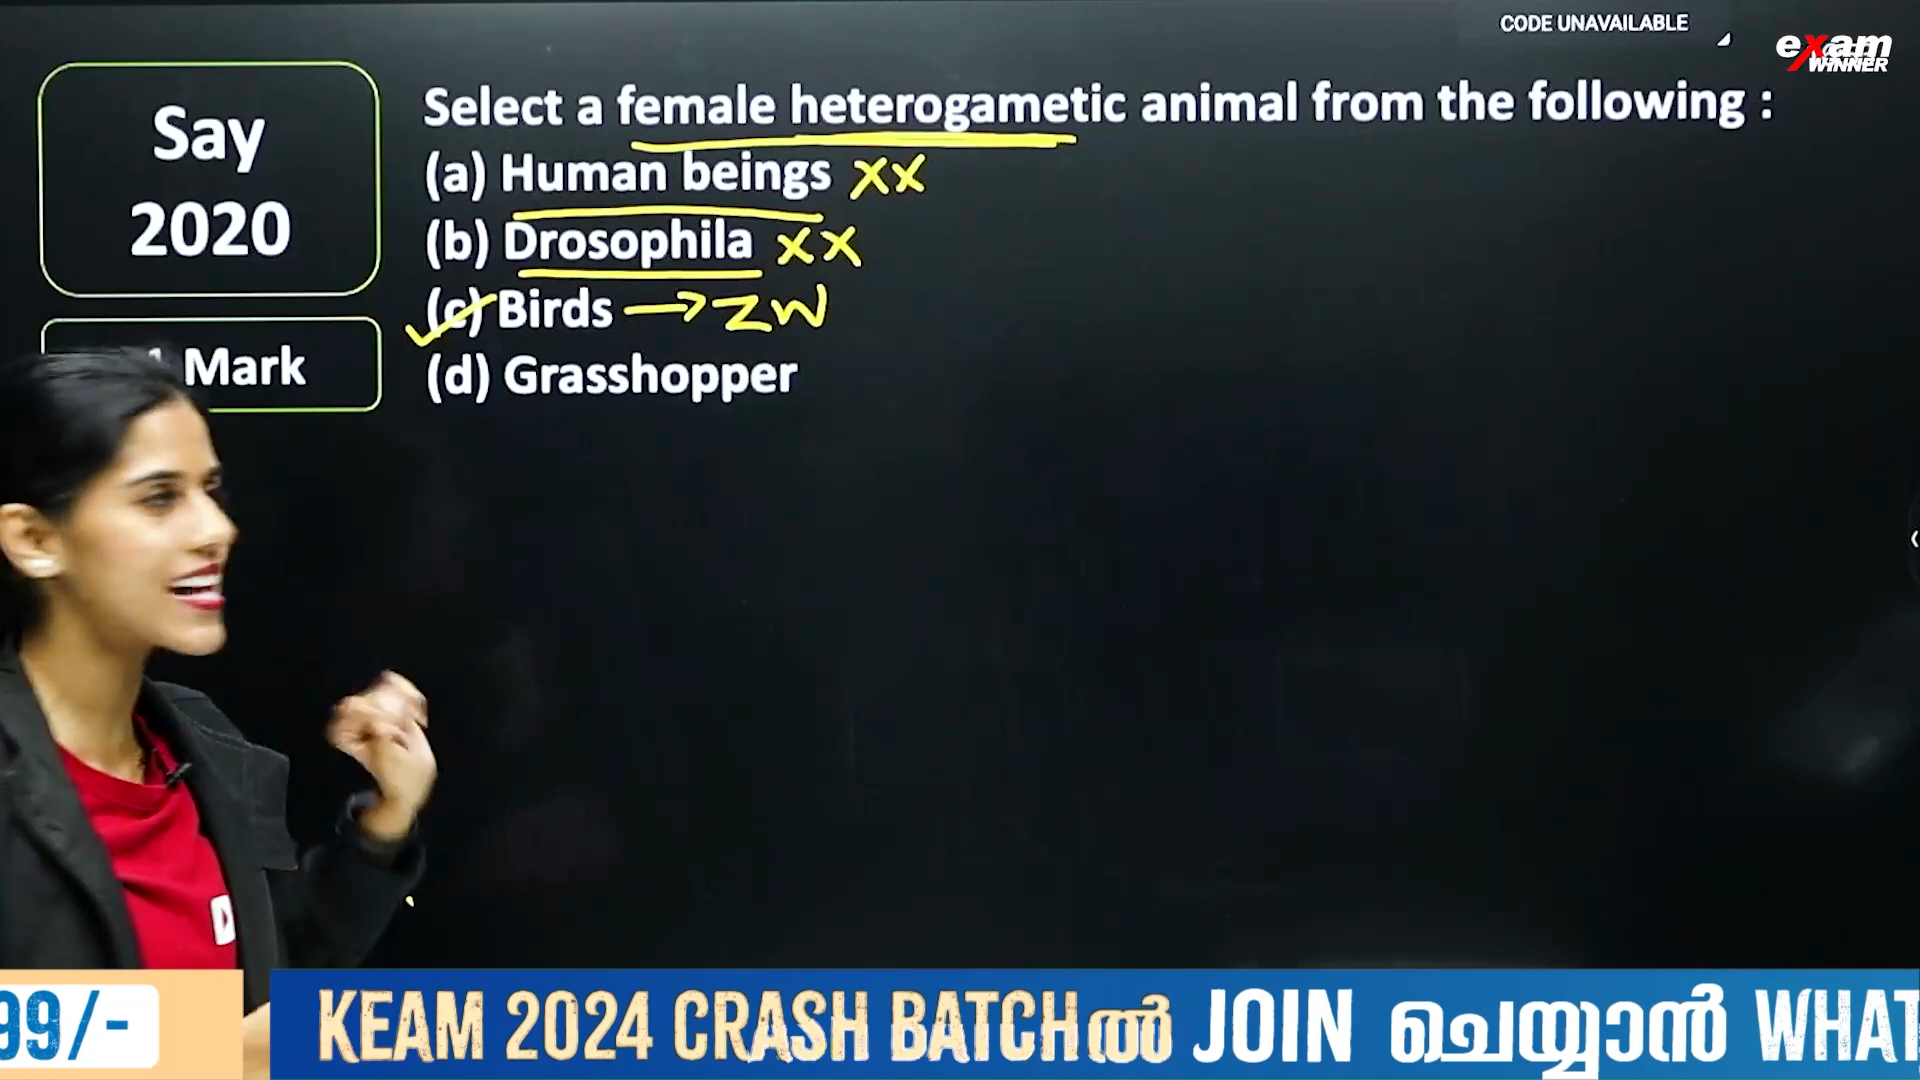 CODE UNAVAILABLE
exam
WINNER
Say
2020
Mark
Select a female heterogametic animal from the following :
(a) Human beings XX
(b) Drosophila XX
(c) Birds → ZW
(d) Grasshopper
99/-
KEAM 2024 CRASH BATCHൽ JOIN ചെയ്യാൻ WHAT